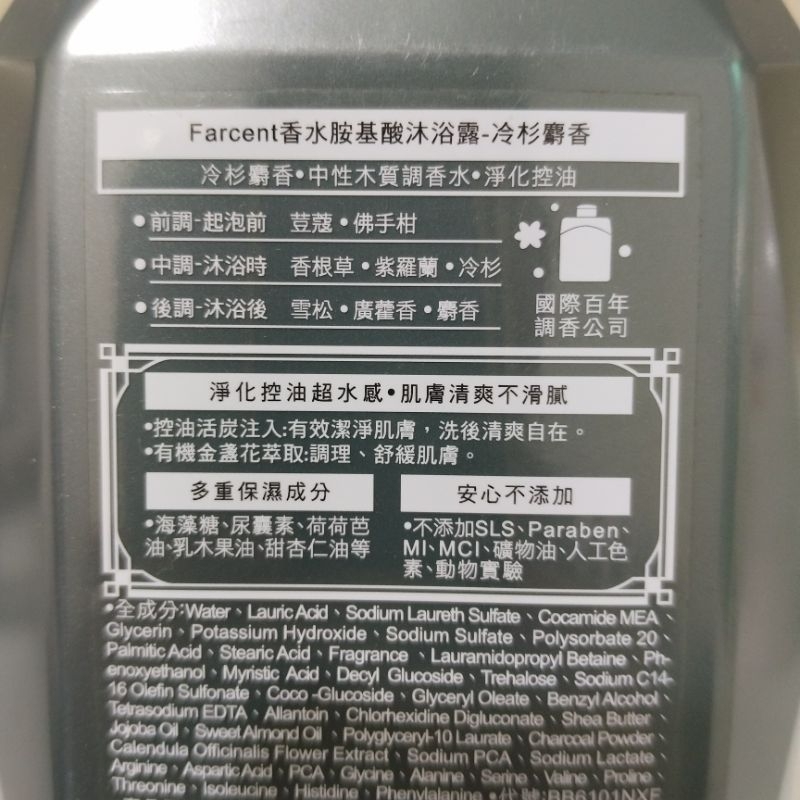 Farcent香水胺基酸沐浴露-冷杉麝香
冷杉麝香•中性木質調香水•淨化控油
•前調-起泡前 荳蔻•佛手柑
•中調-沐浴時 香根草•紫羅蘭•冷杉
•後調-沐浴後 雪松•廣藿香•麝香
國際百年
調香公司
淨化控油超水感•肌膚清爽不滑膩
•控油活炭注入:有效潔淨肌膚，洗後清爽自在。
•有機金盞花萃取:調理、舒緩肌膚。
多重保濕成分
•海藻糖、尿囊素、荷荷芭
油、乳木果油、甜杏仁油等
安心不添加
•不添加SLS、Paraben、
MI、MCI、礦物油、人工色
素、動物實驗
•全成分:Water、Lauric Acid、Sodium Laureth Sulfate、Cocamide MEA、
Glycerin、Potassium Hydroxide、Sodium Sulfate、Polysorbate 20、
Palmitic Acid、Stearic Acid、Fragrance、Lauramidopropyl Betaine、Ph-
enoxyethanol、Myristic Acid、Decyl Glucoside、Trehalose、Sodium C14-
16 Olefin Sulfonate、Coco -Glucoside、Glyceryl Oleate、Benzyl Alcohol、
Tetrasodium EDTA、Allantoin、Chlorhexidine Digluconate、Shea Butter、
Jojoba Oil、Sweet Almond Oil、Polyglyceryl-10 Laurate、Charcoal Powder、
Calendula Officinalis Flower Extract、Sodium PCA、Sodium Lactate、
Arginine、Aspartic Acid、PCA、Glycine、Alanine、Serine、Valine、Proline、
Threonine、Isoleucine、Histidine、Phenylalanine•代號:BB6101NXF